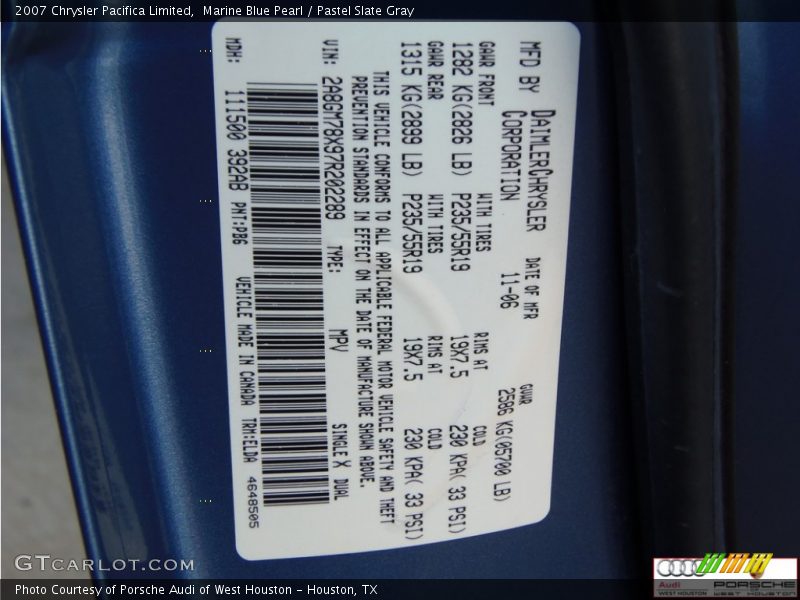 2007 Chrysler Pacifica Limited,  Marine Blue Pearl / Pastel Slate Gray
MFD BY DAIMLERCHRYSLER CORPORATION
DATE OF MFR 11-06
GVWR 2586 KG(05700 LB)
GAWR FRONT WITH TIRES RIMS AT COLD
1282 KG(2826 LB) P235/55R19 19X7.5 230 KPA( 33 PSI)
GAWR REAR WITH TIRES RIMS AT COLD
1315 KG(2899 LB) P235/55R19 19X7.5 230 KPA( 33 PSI)
THIS VEHICLE CONFORMS TO ALL APPLICABLE FEDERAL MOTOR VEHICLE SAFETY AND THEFT
PREVENTION STANDARDS IN EFFECT ON THE DATE OF MANUFACTURE SHOWN ABOVE.
VIN: 2A8GM78X97R202289 TYPE: MPV SINGLE X DUAL
MDH: 111500 392AB PNT:PB6 VEHICLE MADE IN CANADA TRM:ELDA 4648505
GTCARLOT.COM
Audi PORSCHE
WEST HOUSTON WEST HOUSTON
Photo Courtesy of Porsche Audi of West Houston - Houston, TX